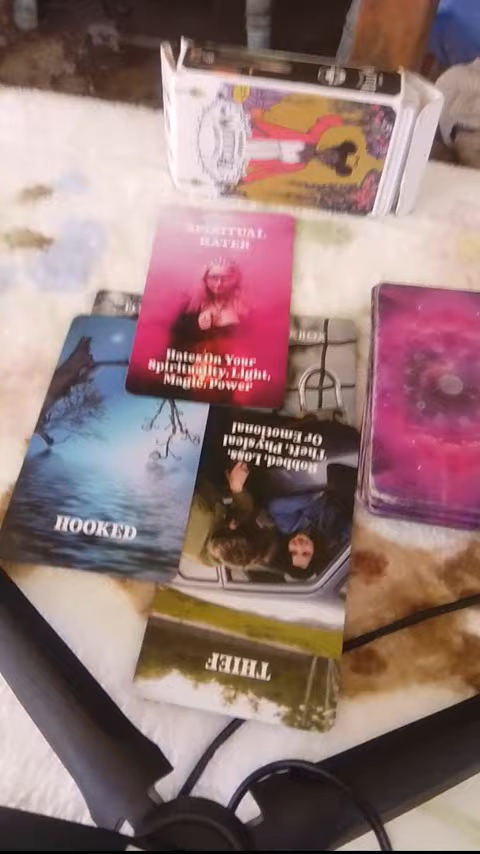 SPIRITUAL
HATER
Hates On Your
Spirituality, Light,
Magic, Power
HOOKED
Robbed, Loss,
Theft, Physical
Or Emotional
THIEF